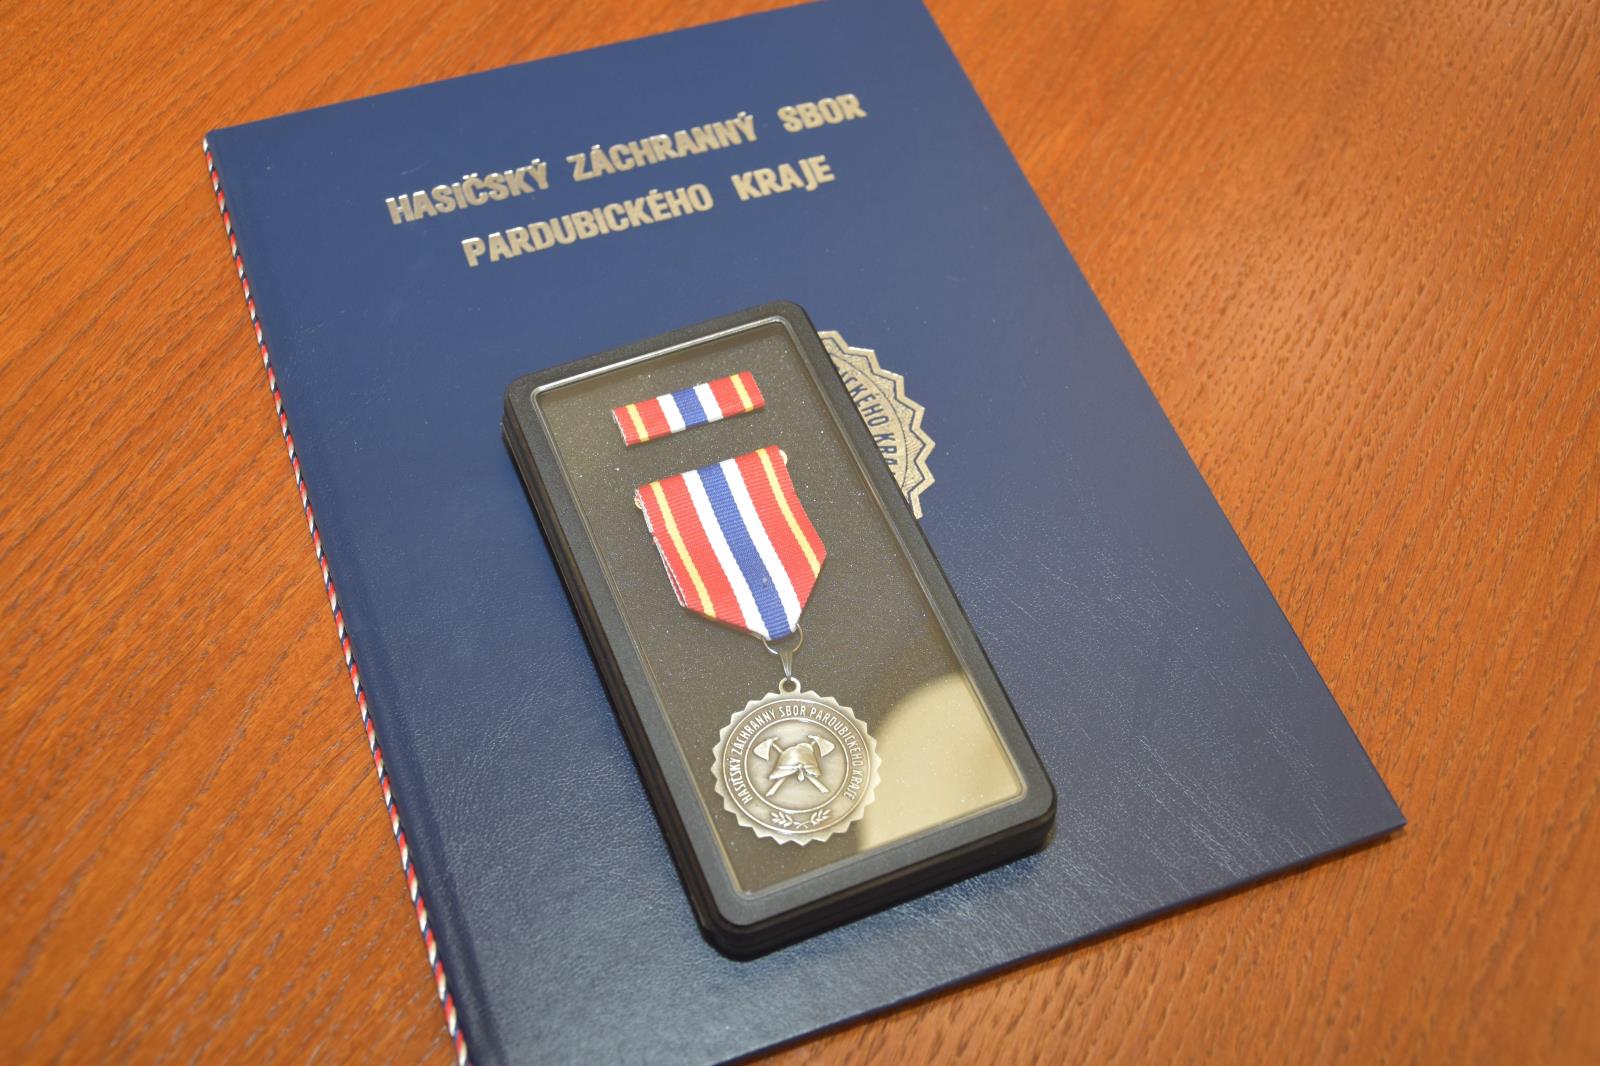 HASIČSKÝ ZÁCHRANNÝ SBOR
PARDUBICKÉHO KRAJE
HASIČSKÝ ZÁCHRANNÝ SBOR PARDUBICKÉHO KRAJE